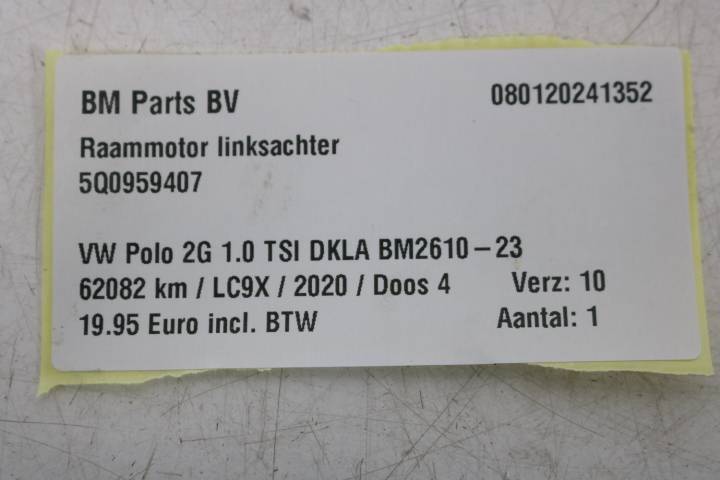 BM Parts BV 080120241352
Raammotor linksachter
5Q0959407
VW Polo 2G 1.0 TSI DKLA BM2610-23
62082 km / LC9X / 2020 / Doos 4 Verz: 10
19.95 Euro incl. BTW Aantal: 1